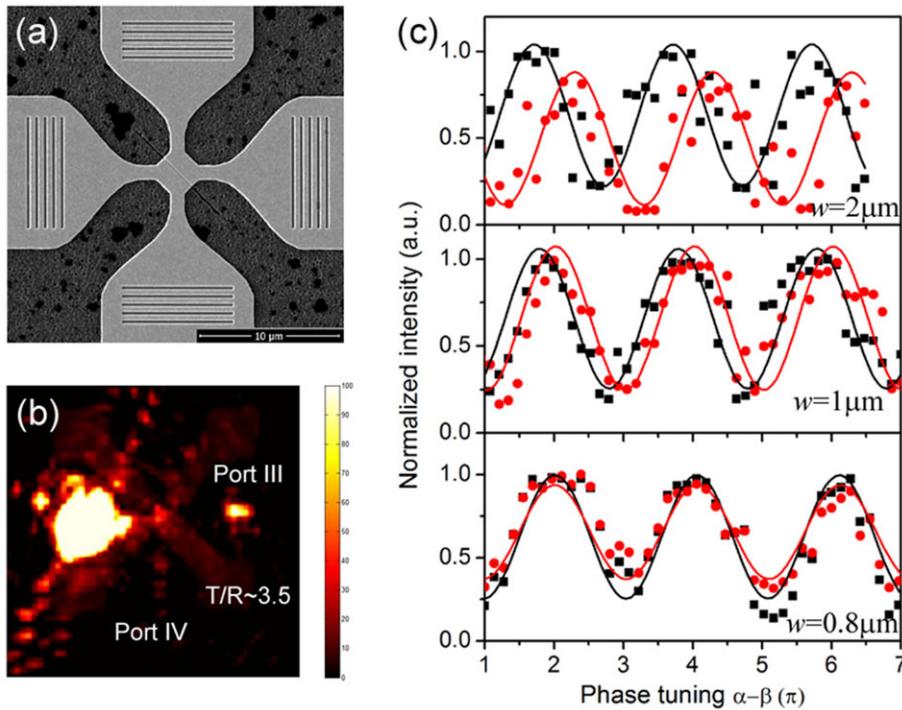 (a)
10 µm
(b)
100
90
80
70
60
50
40
30
20
10
0
Port III
T/R~3.5
Port IV
(c)
Normalized intensity (a.u.)
1.0
0.5
0.0
w=2µm
1.0
0.5
0.0
w=1µm
1.0
0.5
0.0
w=0.8µm
1 2 3 4 5 6 7
Phase tuning α−β (π)